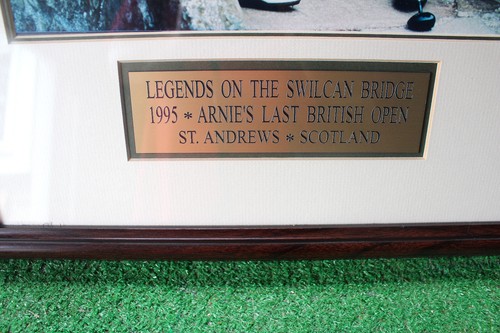 LEGENDS ON THE SWILCAN BRIDGE
1995 * ARNIE'S LAST BRITISH OPEN
ST. ANDREWS * SCOTLAND